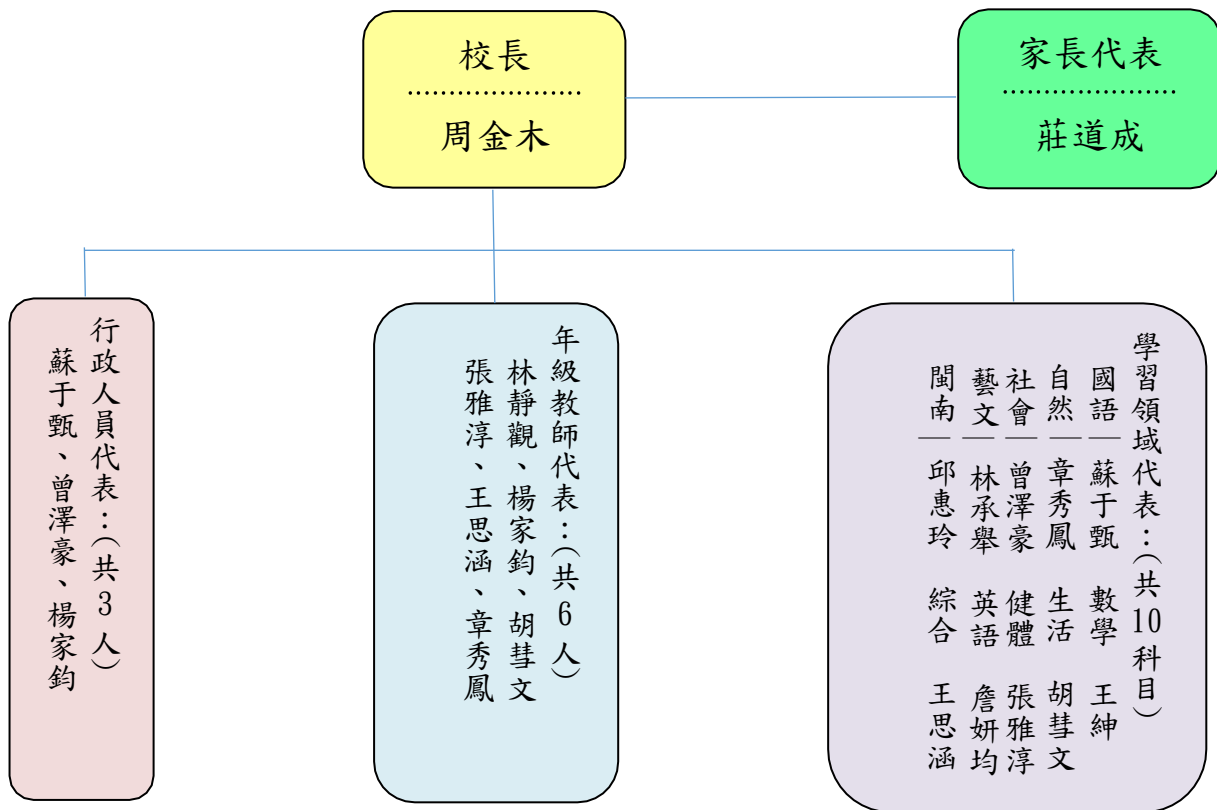 校長
周金木
家長代表
莊道成
行政人員代表：（共3人）
蘇于甄、曾澤豪、楊家鈞
年級教師代表：（共6人）
林靜觀、楊家鈞、胡彗文
張雅淳、王思涵、章秀鳳
學習領域代表：（共10科目）
國語—蘇于甄 數學 王紳
自然—章秀鳳 生活 胡彗文
社會—曾澤豪 健體 張雅淳
藝文—林承舉 英語 詹妍均
閩南—邱惠玲 綜合 王思涵